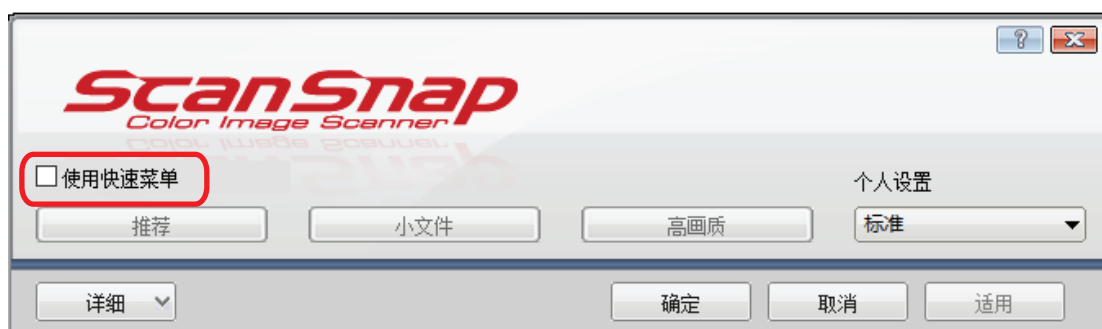 ScanSnap
Color Image Scanner
使用快速菜单
个人设置
推荐 小文件 高画质 标准
详细 确定 取消 适用